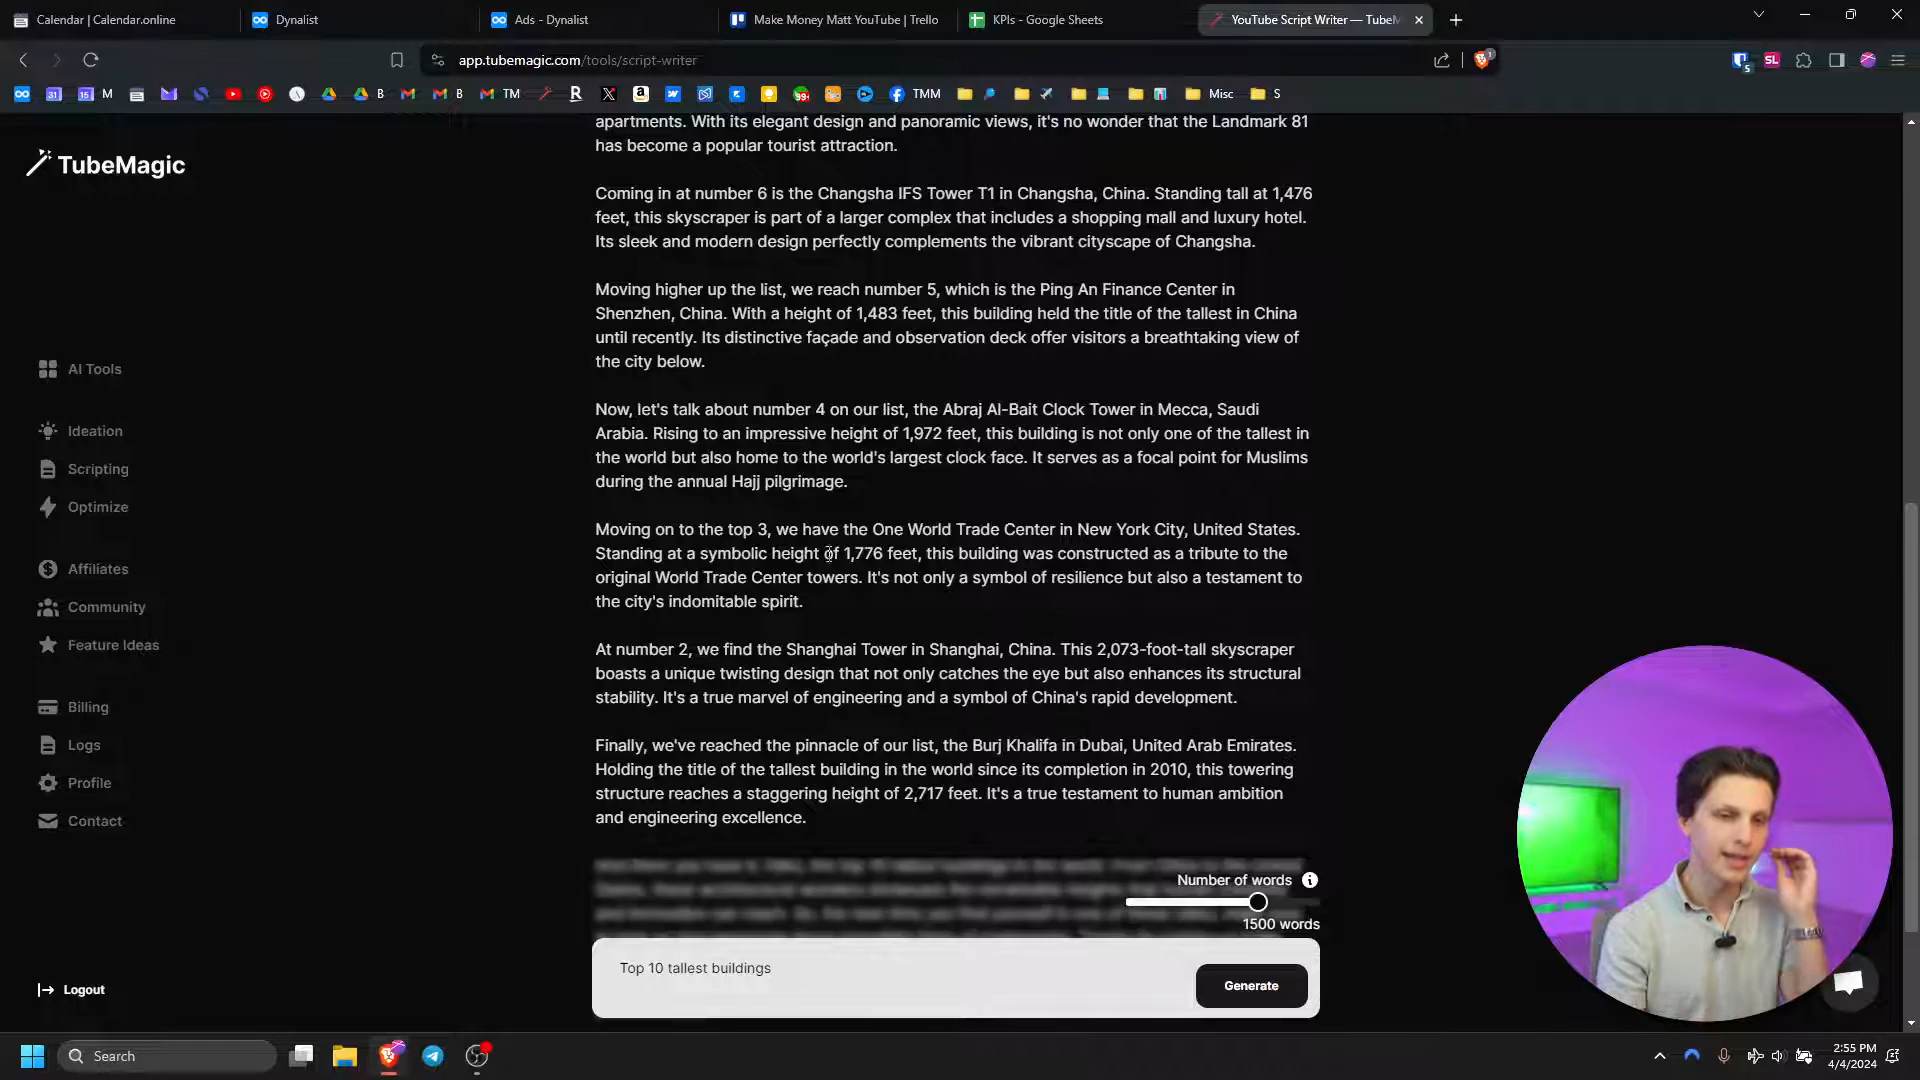 Calendar | Calendar.online
Dynalist
Ads - Dynalist
Make Money Matt YouTube | Trello
KPIs - Google Sheets
YouTube Script Writer — TubeM
app.tubemagic.com/tools/script-writer
31
15
M
B
B
TM
99+
TMM
Misc
S
SL
5
1
TubeMagic
AI Tools
Ideation
Scripting
Optimize
Affiliates
Community
Feature Ideas
Billing
Logs
Profile
Contact
Logout
apartments. With its elegant design and panoramic views, it's no wonder that the Landmark 81
has become a popular tourist attraction.
Coming in at number 6 is the Changsha IFS Tower T1 in Changsha, China. Standing tall at 1,476
feet, this skyscraper is part of a larger complex that includes a shopping mall and luxury hotel.
Its sleek and modern design perfectly complements the vibrant cityscape of Changsha.
Moving higher up the list, we reach number 5, which is the Ping An Finance Center in
Shenzhen, China. With a height of 1,483 feet, this building held the title of the tallest in China
until recently. Its distinctive façade and observation deck offer visitors a breathtaking view of
the city below.
Now, let's talk about number 4 on our list, the Abraj Al-Bait Clock Tower in Mecca, Saudi
Arabia. Rising to an impressive height of 1,972 feet, this building is not only one of the tallest in
the world but also home to the world's largest clock face. It serves as a focal point for Muslims
during the annual Hajj pilgrimage.
Moving on to the top 3, we have the One World Trade Center in New York City, United States.
Standing at a symbolic height of 1,776 feet, this building was constructed as a tribute to the
original World Trade Center towers. It's not only a symbol of resilience but also a testament to
the city's indomitable spirit.
At number 2, we find the Shanghai Tower in Shanghai, China. This 2,073-foot-tall skyscraper
boasts a unique twisting design that not only catches the eye but also enhances its structural
stability. It's a true marvel of engineering and a symbol of China's rapid development.
Finally, we've reached the pinnacle of our list, the Burj Khalifa in Dubai, United Arab Emirates.
Holding the title of the tallest building in the world since its completion in 2010, this towering
structure reaches a staggering height of 2,717 feet. It's a true testament to human ambition
and engineering excellence.
Number of words
1500 words
Top 10 tallest buildings
Generate
Search
2:55 PM
4/4/2024